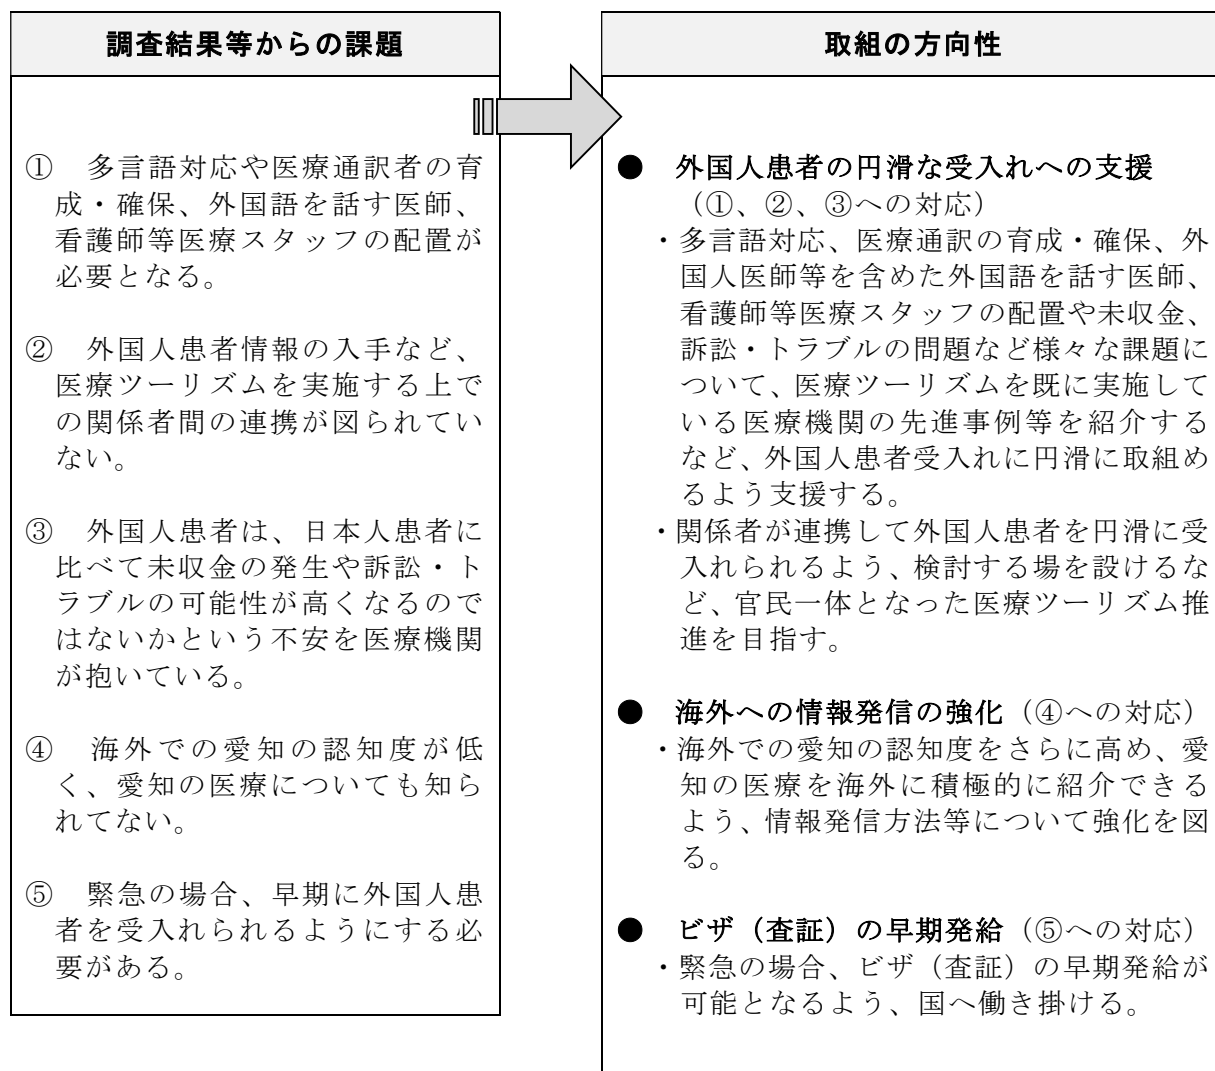 調査結果等からの課題
① 多言語対応や医療通訳者の育
成・確保、外国語を話す医師、
看護師等医療スタッフの配置が
必要となる。
② 外国人患者情報の入手など、
医療ツーリズムを実施する上で
の関係者間の連携が図られてい
ない。
③ 外国人患者は、日本人患者に
比べて未収金の発生や訴訟・ト
ラブルの可能性が高くなるので
はないかという不安を医療機関
が抱いている。
④ 海外での愛知の認知度が低
く、愛知の医療についても知ら
れてない。
⑤ 緊急の場合、早期に外国人患
者を受入れられるようにする必
要がある。
取組の方向性
● 外国人患者の円滑な受入れへの支援
（①、②、③への対応）
・多言語対応、医療通訳の育成・確保、外
国人医師等を含めた外国語を話す医師、
看護師等医療スタッフの配置や未収金、
訴訟・トラブルの問題など様々な課題に
ついて、医療ツーリズムを既に実施して
いる医療機関の先進事例等を紹介する
など、外国人患者受入れに円滑に取組め
るよう支援する。
・関係者が連携して外国人患者を円滑に受
入れられるよう、検討する場を設けるな
ど、官民一体となった医療ツーリズム推
進を目指す。
● 海外への情報発信の強化（④への対応）
・海外での愛知の認知度をさらに高め、愛
知の医療を海外に積極的に紹介できる
よう、情報発信方法等について強化を図
る。
● ビザ（査証）の早期発給（⑤への対応）
・緊急の場合、ビザ（査証）の早期発給が
可能となるよう、国へ働き掛ける。